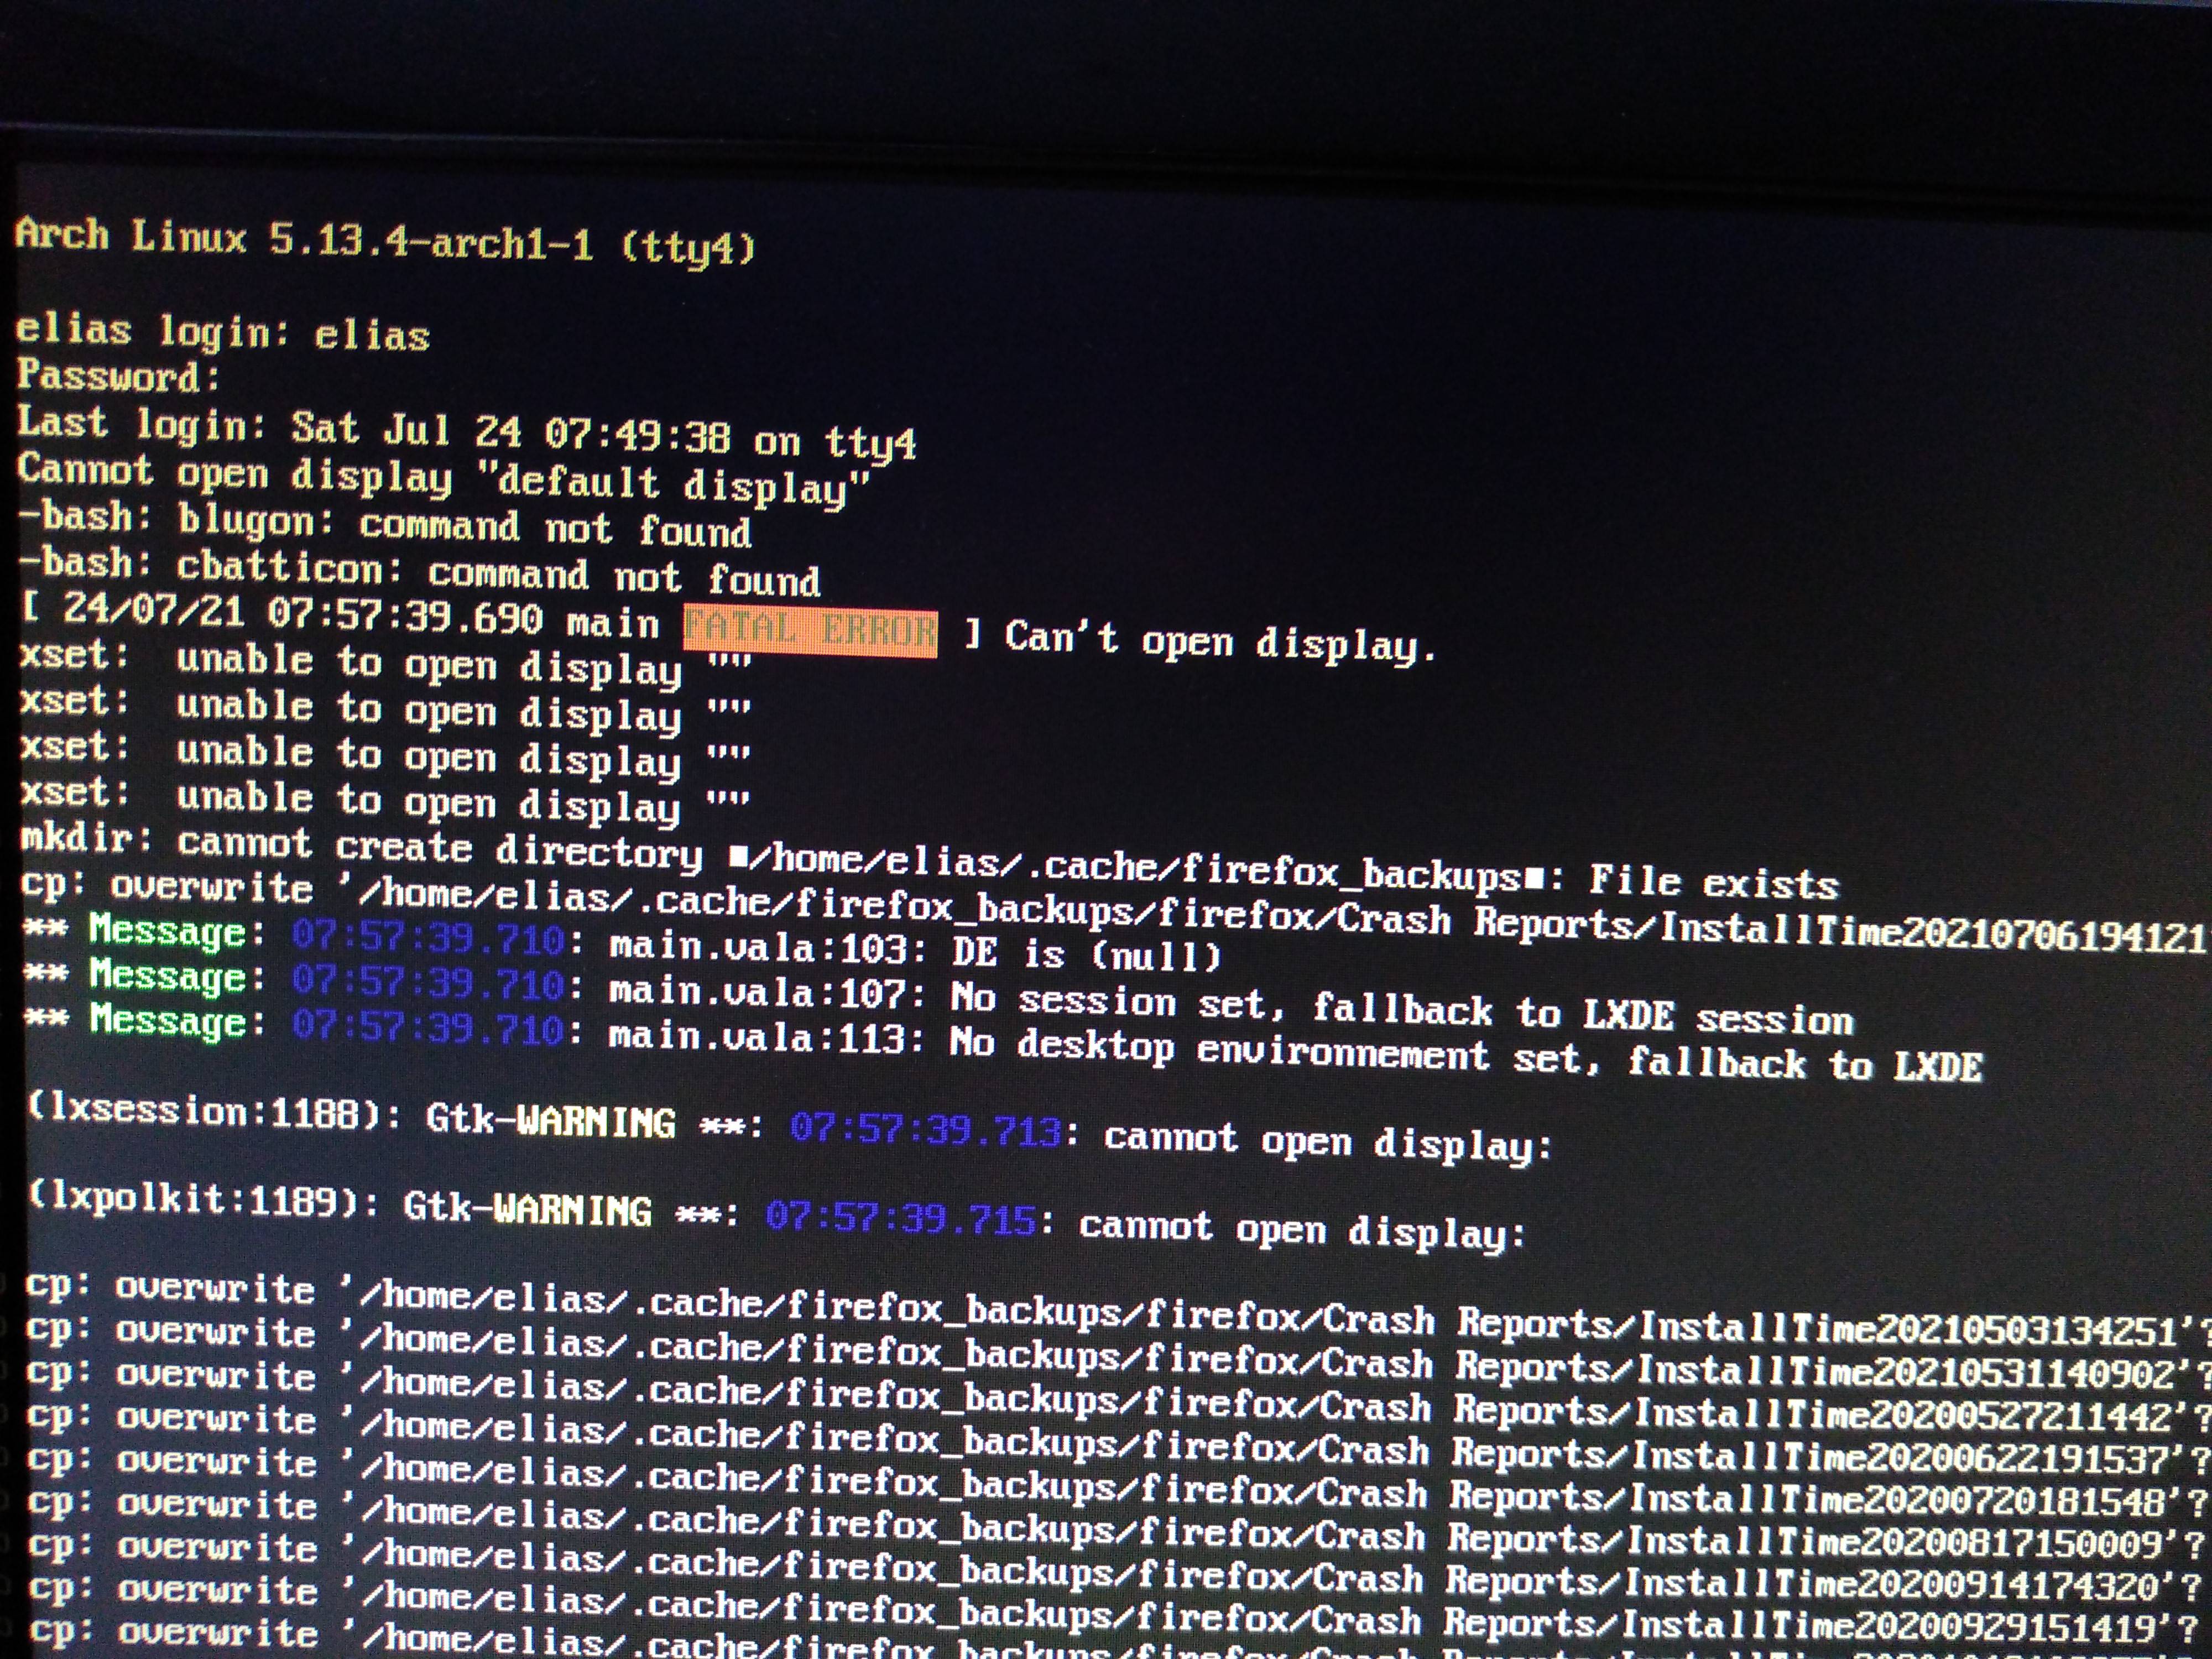 Arch Linux 5.13.4-arch1-1 (tty4)
elias login: elias
Password:
Last login: Sat Jul 24 07:49:38 on tty4
Cannot open display "default display"
-bash: blugon: command not found
-bash: cbatticon: command not found
[ 24/07/21 07:57:39.690 main FATAL ERROR ] Can't open display.
xset:  unable to open display ""
xset:  unable to open display ""
xset:  unable to open display ""
xset:  unable to open display ""
mkdir: cannot create directory ■/home/elias/.cache/firefox_backups■: File exists
cp: overwrite '/home/elias/.cache/firefox_backups/firefox/Crash Reports/InstallTime20210706194121
** Message: 07:57:39.710: main.vala:103: DE is (null)
** Message: 07:57:39.710: main.vala:107: No session set, fallback to LXDE session
** Message: 07:57:39.710: main.vala:113: No desktop environnement set, fallback to LXDE
(lxsession:1188): Gtk-WARNING **: 07:57:39.713: cannot open display:
(lxpolkit:1189): Gtk-WARNING **: 07:57:39.715: cannot open display:
cp: overwrite '/home/elias/.cache/firefox_backups/firefox/Crash Reports/InstallTime20210503134251'?
cp: overwrite '/home/elias/.cache/firefox_backups/firefox/Crash Reports/InstallTime20210531140902'?
cp: overwrite '/home/elias/.cache/firefox_backups/firefox/Crash Reports/InstallTime20200527211442'?
cp: overwrite '/home/elias/.cache/firefox_backups/firefox/Crash Reports/InstallTime20200622191537'?
cp: overwrite '/home/elias/.cache/firefox_backups/firefox/Crash Reports/InstallTime20200720181548'?
cp: overwrite '/home/elias/.cache/firefox_backups/firefox/Crash Reports/InstallTime20200817150009'?
cp: overwrite '/home/elias/.cache/firefox_backups/firefox/Crash Reports/InstallTime20200914174320'?
cp: overwrite '/home/elias/.cache/firefox_backups/firefox/Crash Reports/InstallTime20200929151419'?
cp: overwrite '/home/elias/.cache/firefox_backups/firefox/Crash